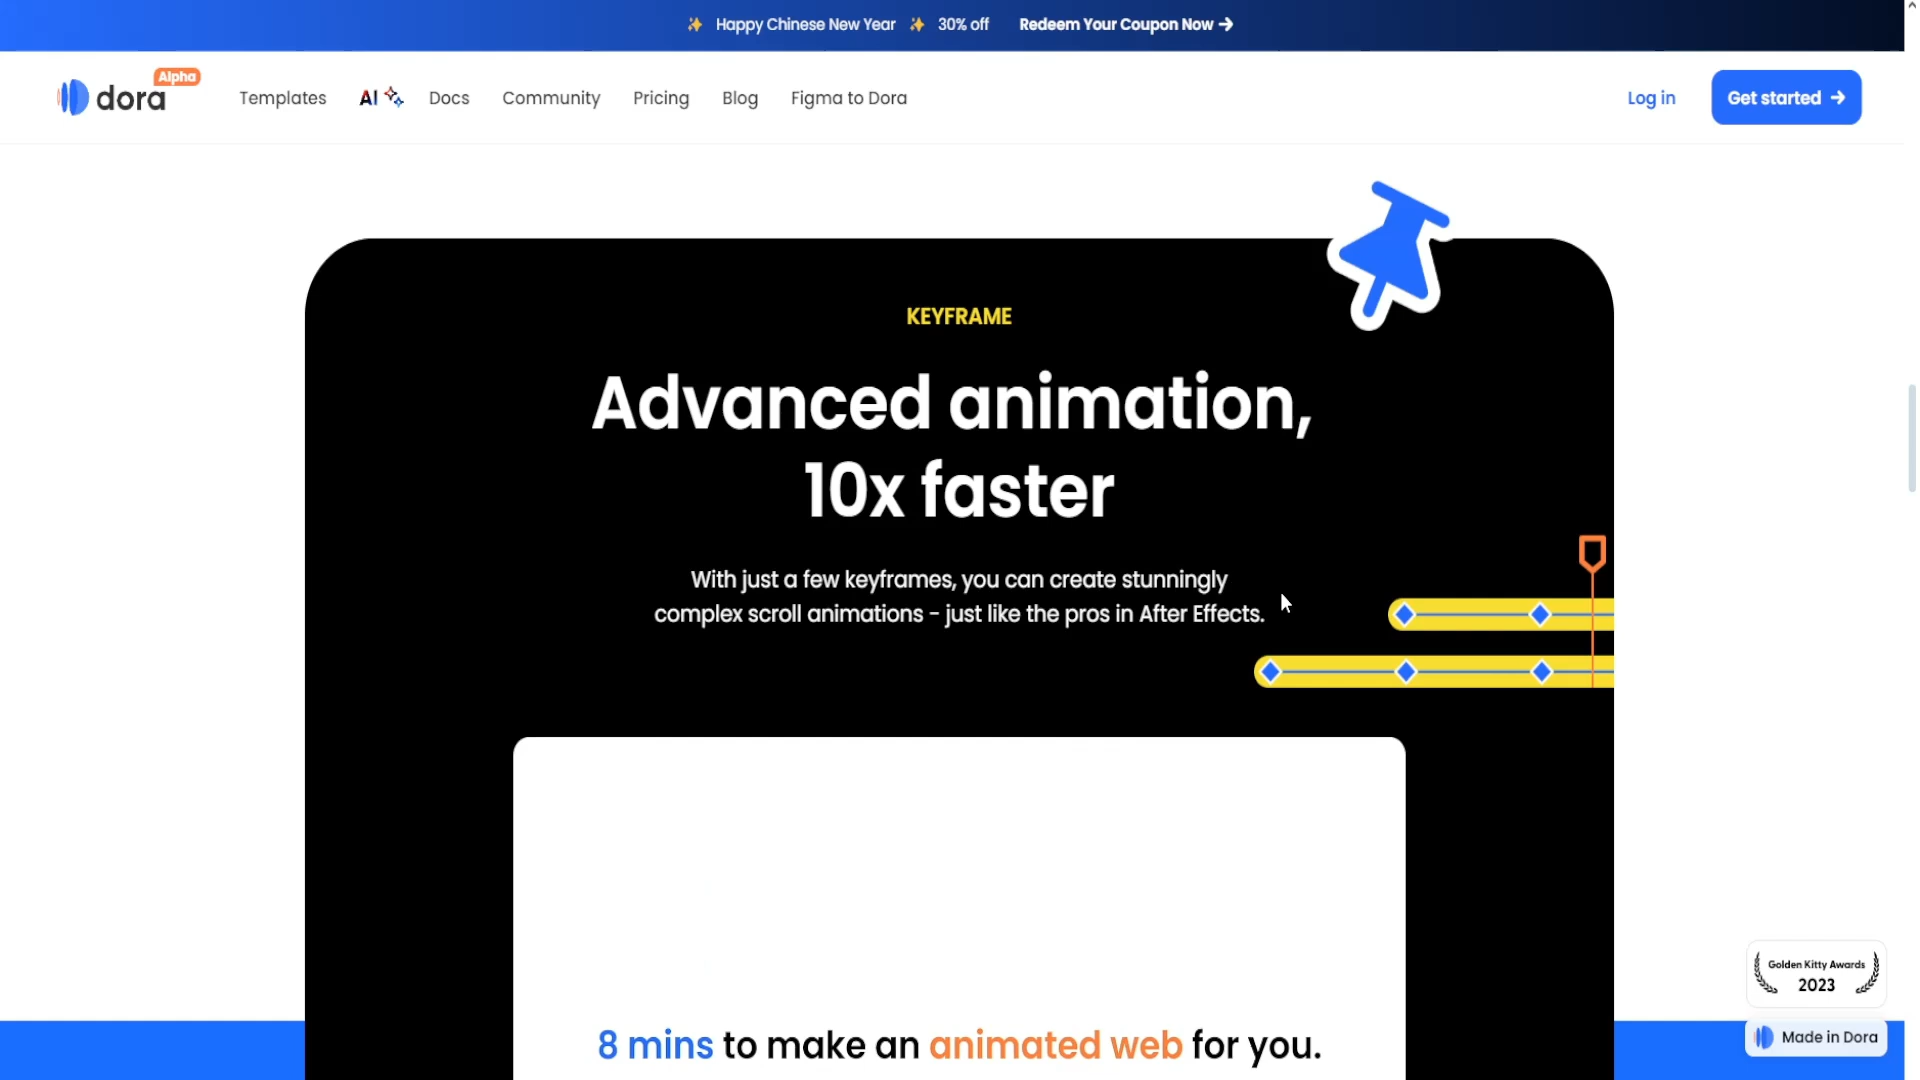 ✨ Happy Chinese New Year ✨ 30% off Redeem Your Coupon Now →
dora Alpha
Templates AI Docs Community Pricing Blog Figma to Dora Log in Get started →
KEYFRAME
Advanced animation,
10x faster
With just a few keyframes, you can create stunningly
complex scroll animations - just like the pros in After Effects.
8 mins to make an animated web for you.
Golden Kitty Awards
2023
Made in Dora